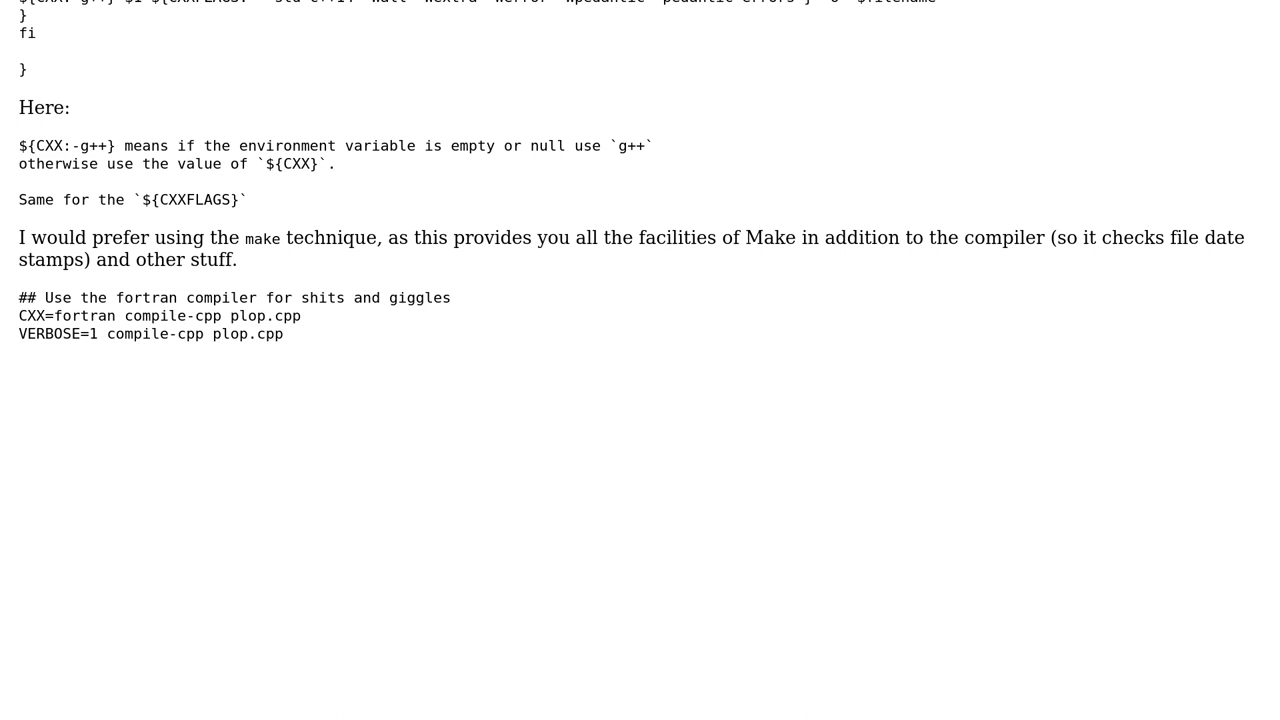 }
fi
}
Here:
${CXX:-g++} means if the environment variable is empty or null use `g++`
otherwise use the value of `${CXX}`.
Same for the `${CXXFLAGS}`
I would prefer using the make technique, as this provides you all the facilities of Make in addition to the compiler (so it checks file date
stamps) and other stuff.
## Use the fortran compiler for shits and giggles
CXX=fortran compile-cpp plop.cpp
VERBOSE=1 compile-cpp plop.cpp